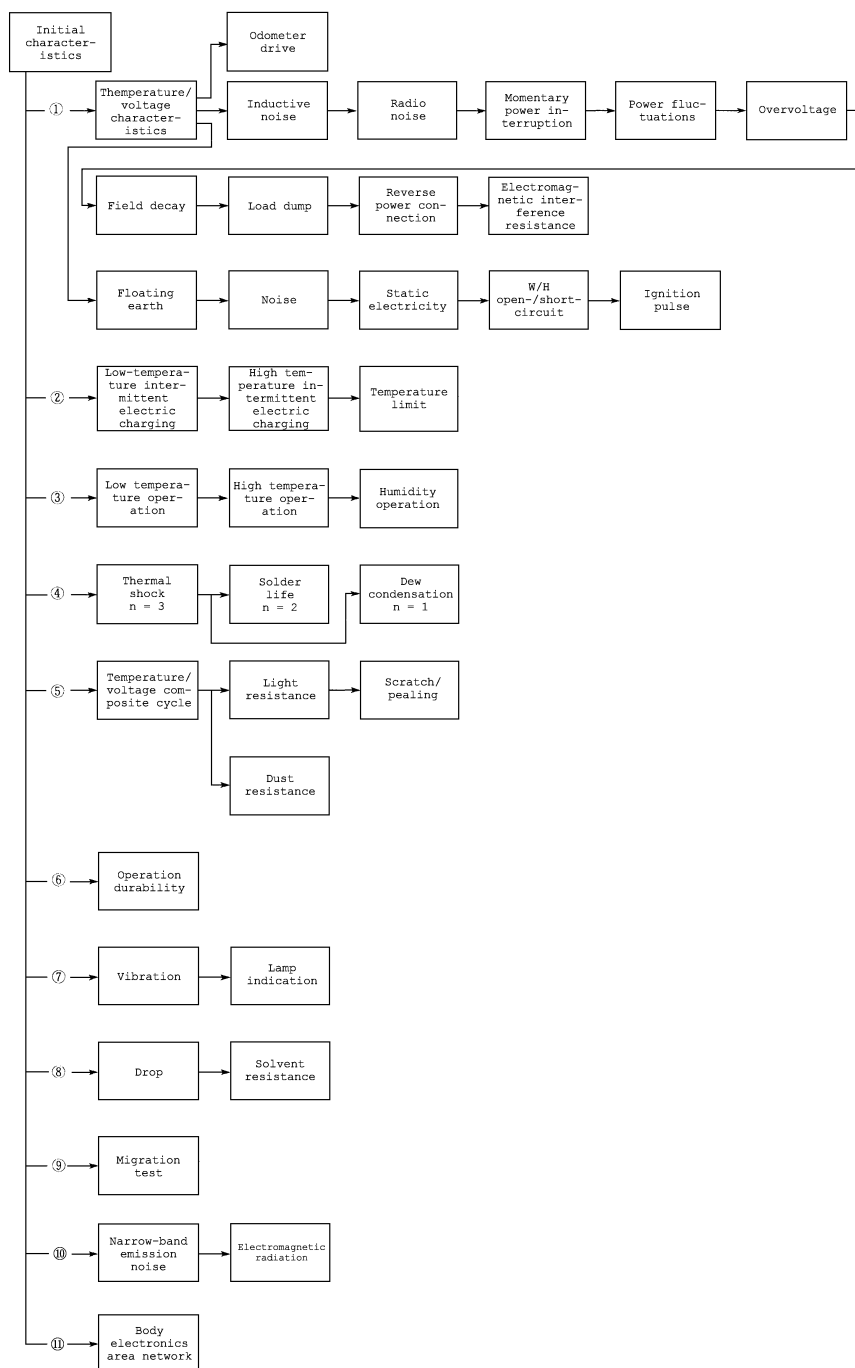 Initial
character-
istics
Odometer
drive
①
Themperature/
voltage
character-
istics
Inductive
noise
Radio
noise
Momentary
power in-
terruption
Power fluc-
tuations
Overvoltage
Field decay
Load dump
Reverse
power con-
nection
Electromag-
netic inter-
ference
resistance
Floating
earth
Noise
Static
electricity
W/H
open-/short-
circuit
Ignition
pulse
②
Low-tempera-
ture inter-
mittent
electric
charging
High tem-
perature in-
termittent
electric
charging
Temperature
limit
③
Low tempera-
ture oper-
ation
High tempera-
ture oper-
ation
Humidity
operation
④
Thermal
shock
n = 3
Solder
life
n = 2
Dew
condensation
n = 1
⑤
Temperature/
voltage com-
posite cycle
Light
resistance
Scratch/
pealing
Dust
resistance
⑥
Operation
durability
⑦
Vibration
Lamp
indication
⑧
Drop
Solvent
resistance
⑨
Migration
test
⑩
Narrow-band
emission
noise
Electromagnetic
radiation
⑪
Body
electronics
area network